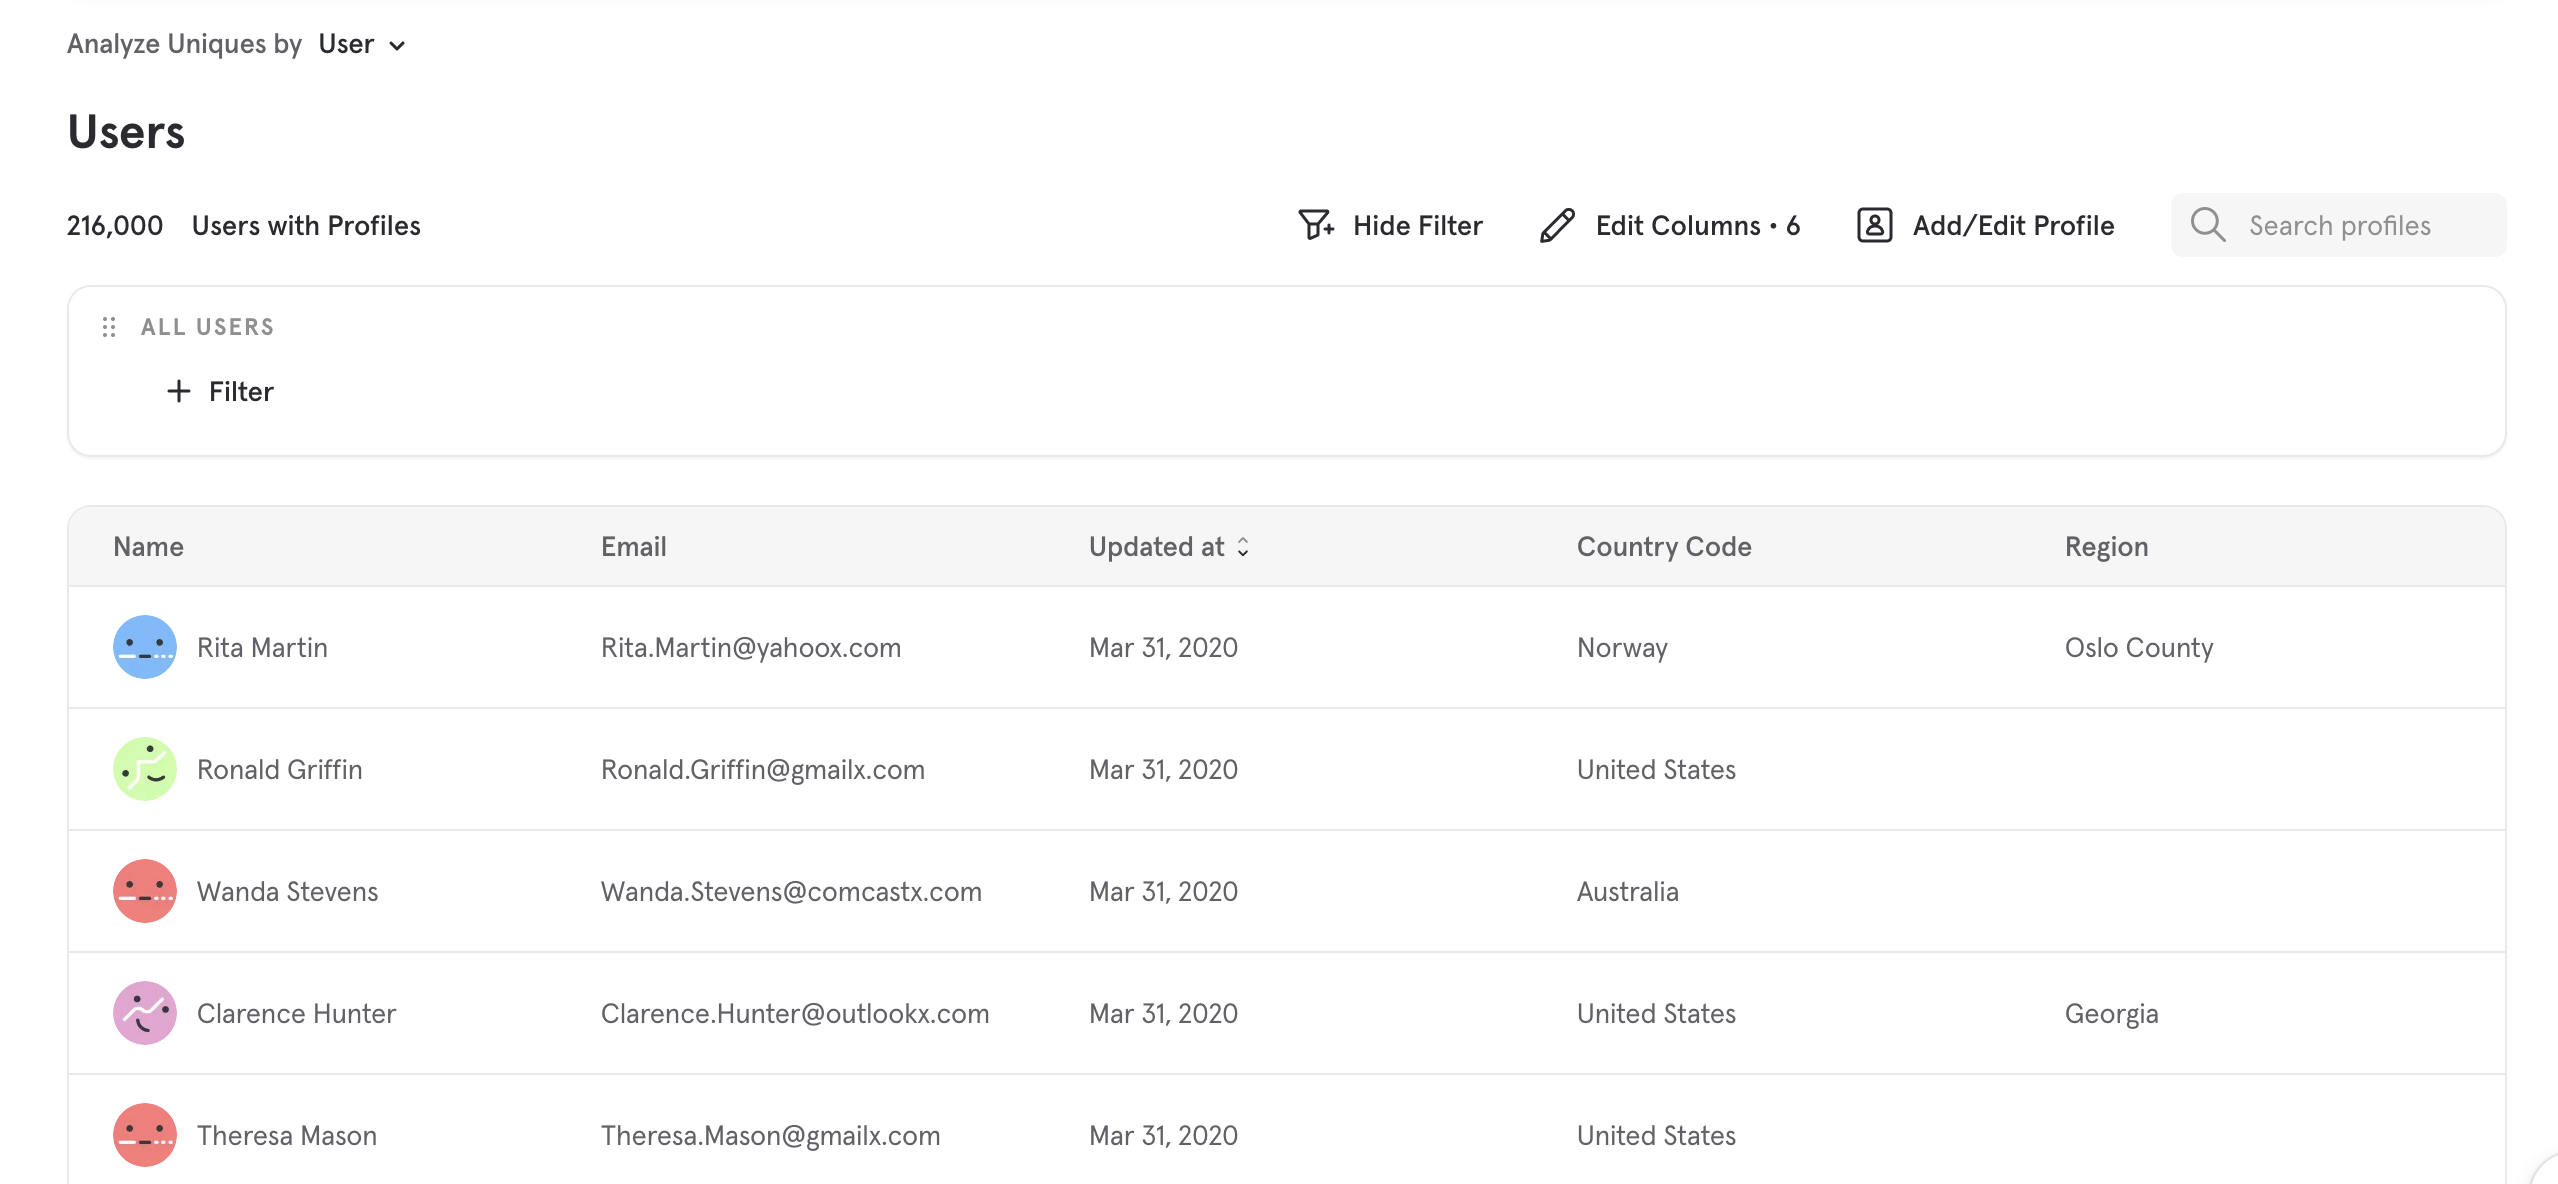 Analyze Uniques by User
Users
216,000 Users with Profiles Hide Filter Edit Columns • 6 Add/Edit Profile Search profiles
ALL USERS
+ Filter
Name Email Updated at Country Code Region
Rita Martin Rita.Martin@yahoox.com Mar 31, 2020 Norway Oslo County
Ronald Griffin Ronald.Griffin@gmailx.com Mar 31, 2020 United States
Wanda Stevens Wanda.Stevens@comcastx.com Mar 31, 2020 Australia
Clarence Hunter Clarence.Hunter@outlookx.com Mar 31, 2020 United States Georgia
Theresa Mason Theresa.Mason@gmailx.com Mar 31, 2020 United States